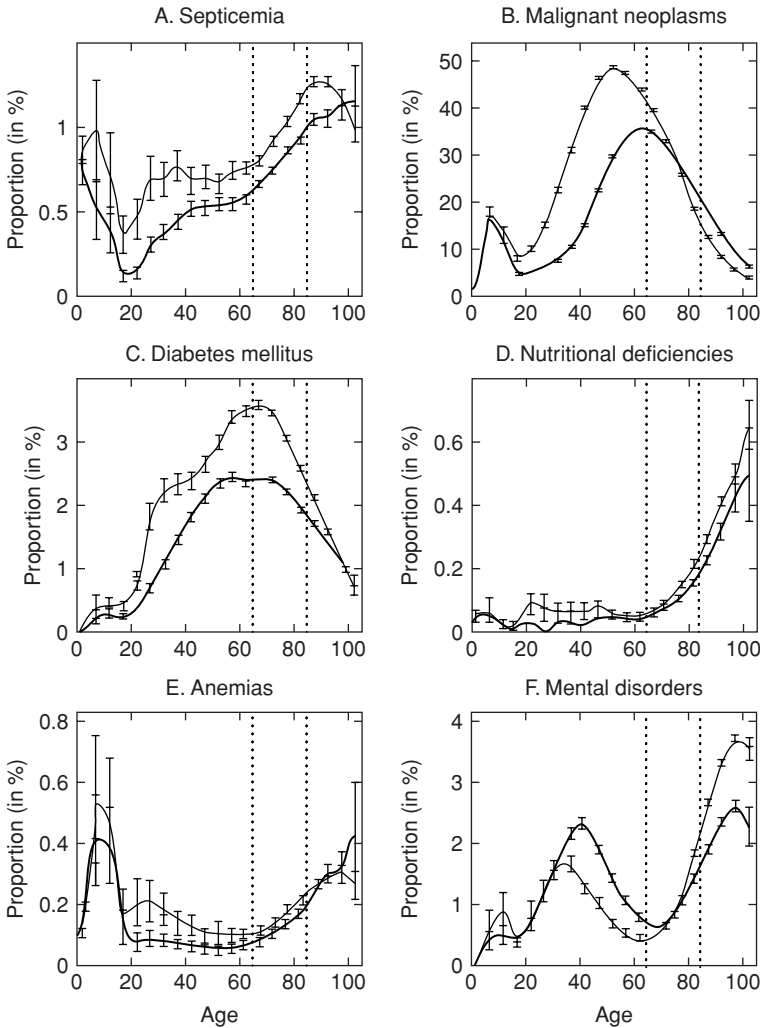 A. Septicemia
Proportion (in %)
1
0.5
0
0 20 40 60 80 100
B. Malignant neoplasms
Proportion (in %)
50
40
30
20
10
0
0 20 40 60 80 100
C. Diabetes mellitus
Proportion (in %)
3
2
1
0
0 20 40 60 80 100
D. Nutritional deficiencies
Proportion (in %)
0.6
0.4
0.2
0
0 20 40 60 80 100
E. Anemias
Proportion (in %)
0.8
0.6
0.4
0.2
0
0 20 40 60 80 100
Age
F. Mental disorders
Proportion (in %)
4
3
2
1
0
0 20 40 60 80 100
Age